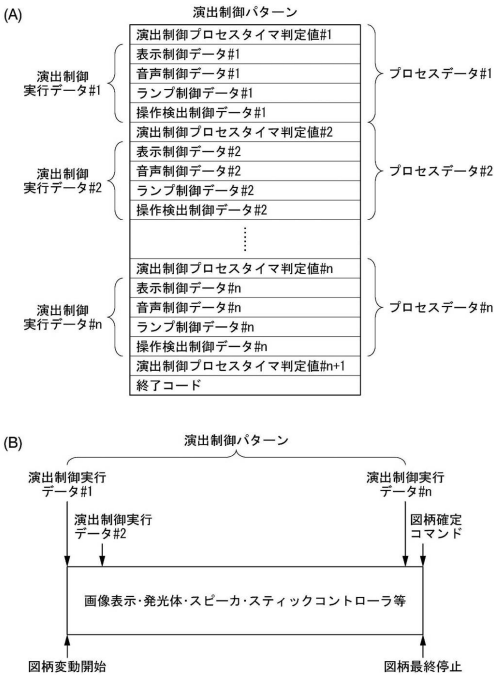 (A)
演出制御パターン
演出制御プロセスタイマ判定値#1
表示制御データ#1
音声制御データ#1
ランプ制御データ#1
操作検出制御データ#1
演出制御
実行データ#1
プロセスデータ#1
演出制御プロセスタイマ判定値#2
表示制御データ#2
音声制御データ#2
ランプ制御データ#2
操作検出制御データ#2
演出制御
実行データ#2
プロセスデータ#2
演出制御プロセスタイマ判定値#n
表示制御データ#n
音声制御データ#n
ランプ制御データ#n
操作検出制御データ#n
演出制御
実行データ#n
プロセスデータ#n
演出制御プロセスタイマ判定値#n+1
終了コード
(B)
演出制御パターン
演出制御実行
データ#1
演出制御実行
データ#n
演出制御実行
データ#2
図柄確定
コマンド
画像表示・発光体・スピーカ・スティックコントローラ等
図柄変動開始
図柄最終停止